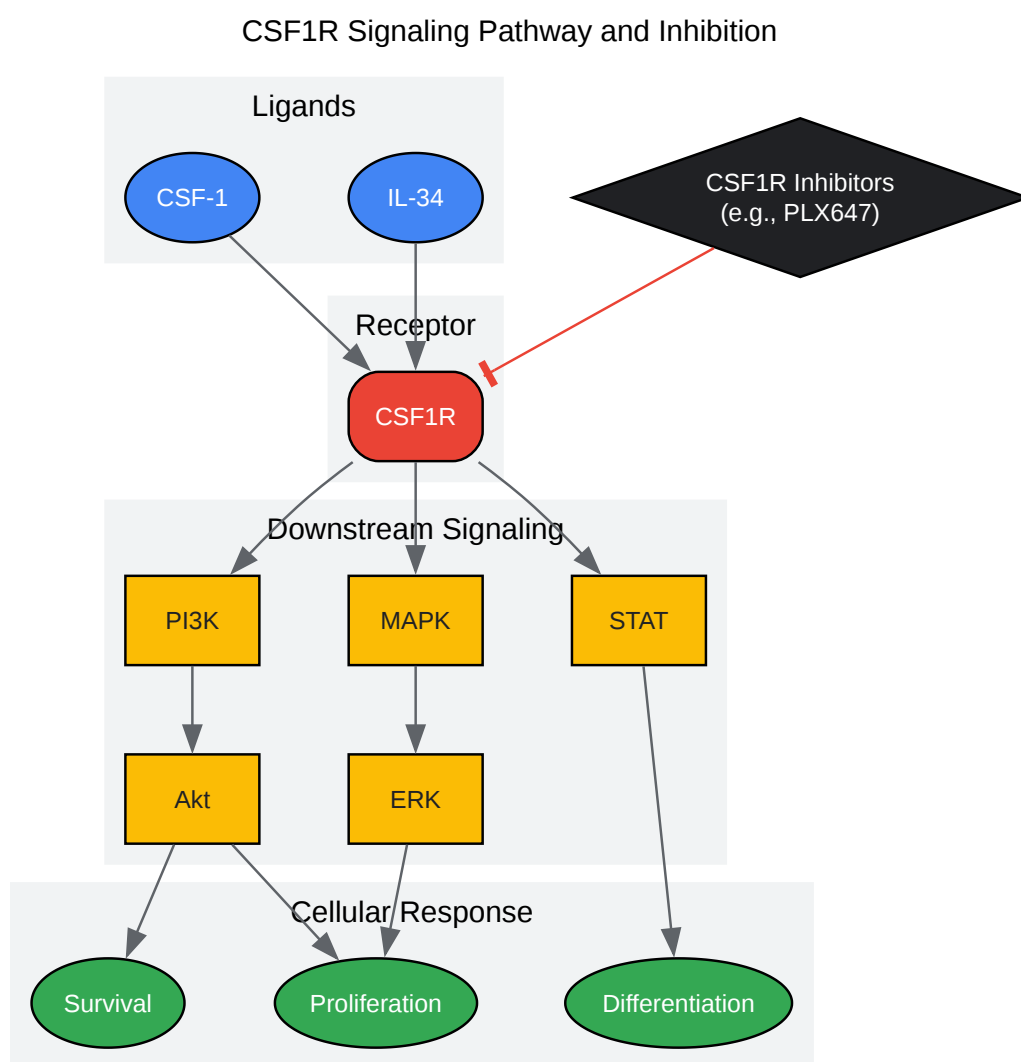 CSF1R Signaling Pathway and Inhibition
Ligands
CSF-1
IL-34
CSF1R Inhibitors
(e.g., PLX647)
Receptor
CSF1R
Downstream Signaling
PI3K
MAPK
STAT
Akt
ERK
Cellular Response
Survival
Proliferation
Differentiation